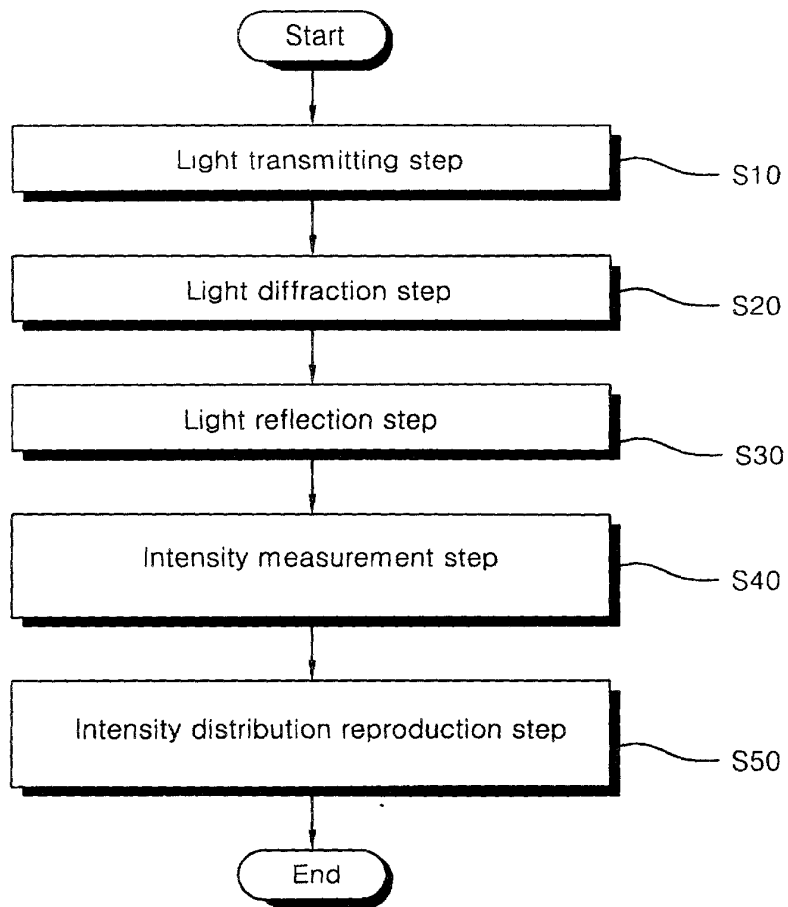 Start
Light transmitting step
S10
Light diffraction step
S20
Light reflection step
S30
Intensity measurement step
S40
Intensity distribution reproduction step
S50
End